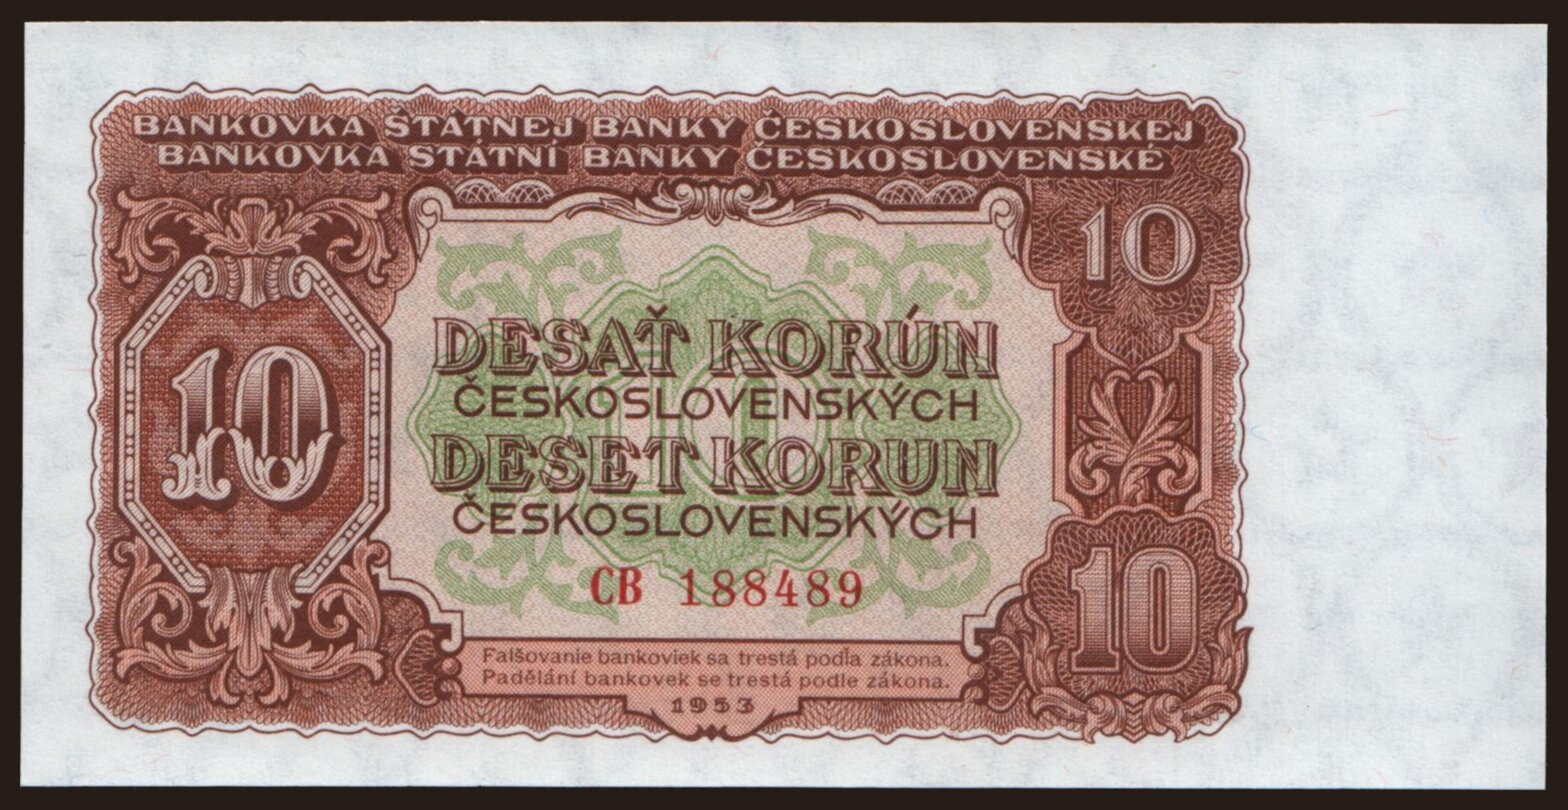 BANKOVKA ŠTÁTNEJ BANKY ČESKOSLOVENSKEJ
BANKOVKA STÁTNÍ BANKY ČESKOSLOVENSKÉ
10
10
DESAŤ KORÚN
ČESKOSLOVENSKÝCH
DESET KORUN
ČESKOSLOVENSKÝCH
10
CB 188489
10
Falšovanie bankoviek sa trestá podľa zákona.
Padělání bankovek se trestá podle zákona.
1953